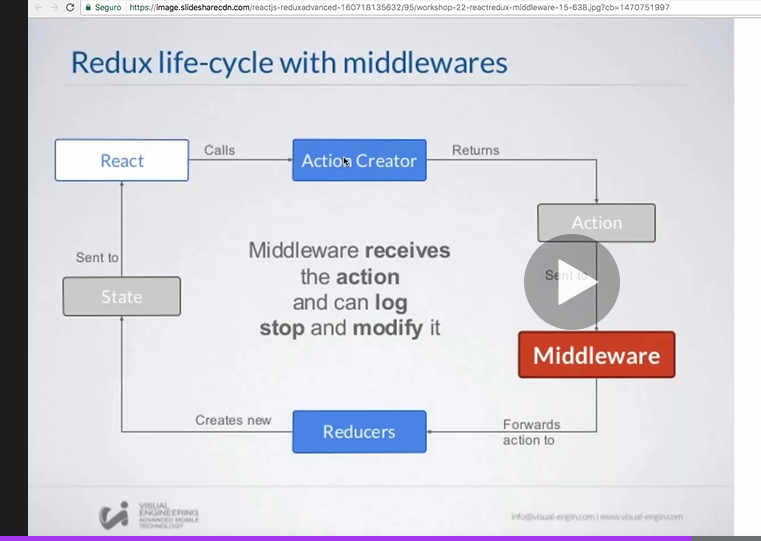 Seguro
https://image.slidesharecdn.com/reactjs-reduxadvanced-160718135632/95/workshop-22-reactredux-middleware-15-638.jpg?cb=1470751997
Redux life-cycle with middlewares
React
Calls
Action Creator
Returns
Action
Sent to
Middleware receives
the action
and can log
stop and modify it
Sent to
State
Middleware
Creates new
Reducers
Forwards
action to
VISUAL
ENGINEERING
ADVANCED MOBILE
TECHNOLOGY
info@visual-engin.com | www.visual-engin.com